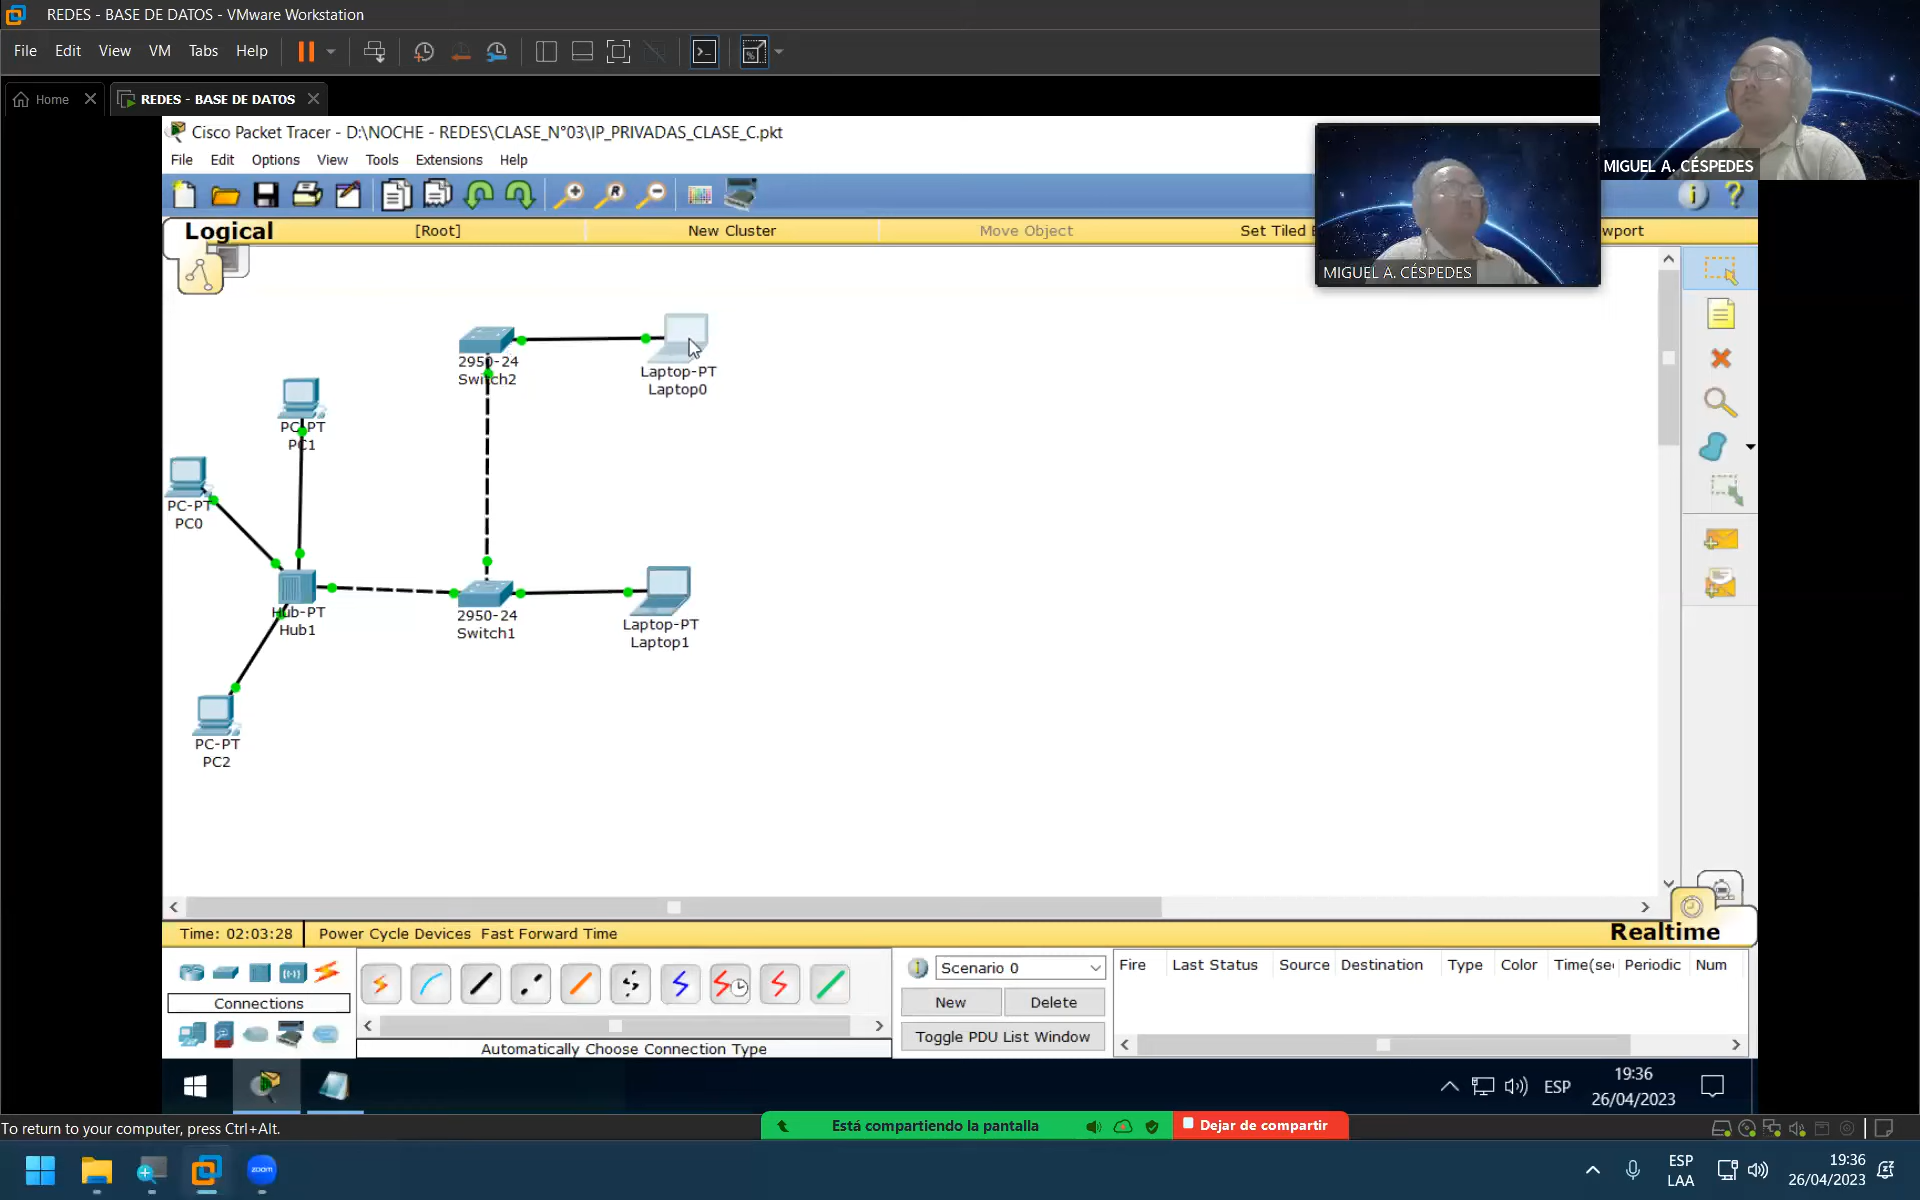 REDES - BASE DE DATOS - VMware Workstation
File Edit View VM Tabs Help
Home
REDES - BASE DE DATOS
Cisco Packet Tracer - D:\NOCHE - REDES\CLASE_N°03\IP_PRIVADAS_CLASE_C.pkt
File Edit Options View Tools Extensions Help
MIGUEL A. CÉSPEDES
MIGUEL A. CÉSPEDES
Logical
[Root]
New Cluster
Move Object
Set Tiled
wport
2950-24
Switch2
Laptop-PT
Laptop0
PC-PT
PC1
PC-PT
PC0
Hub-PT
Hub1
2950-24
Switch1
Laptop-PT
Laptop1
PC-PT
PC2
Time: 02:03:28
Power Cycle Devices Fast Forward Time
Realtime
Connections
Automatically Choose Connection Type
Scenario 0
New
Delete
Toggle PDU List Window
Fire Last Status Source Destination Type Color Time(sec Periodic Num
ESP
19:36
26/04/2023
To return to your computer, press Ctrl+Alt.
Está compartiendo la pantalla
Dejar de compartir
zoom
ESP
LAA
19:36
26/04/2023